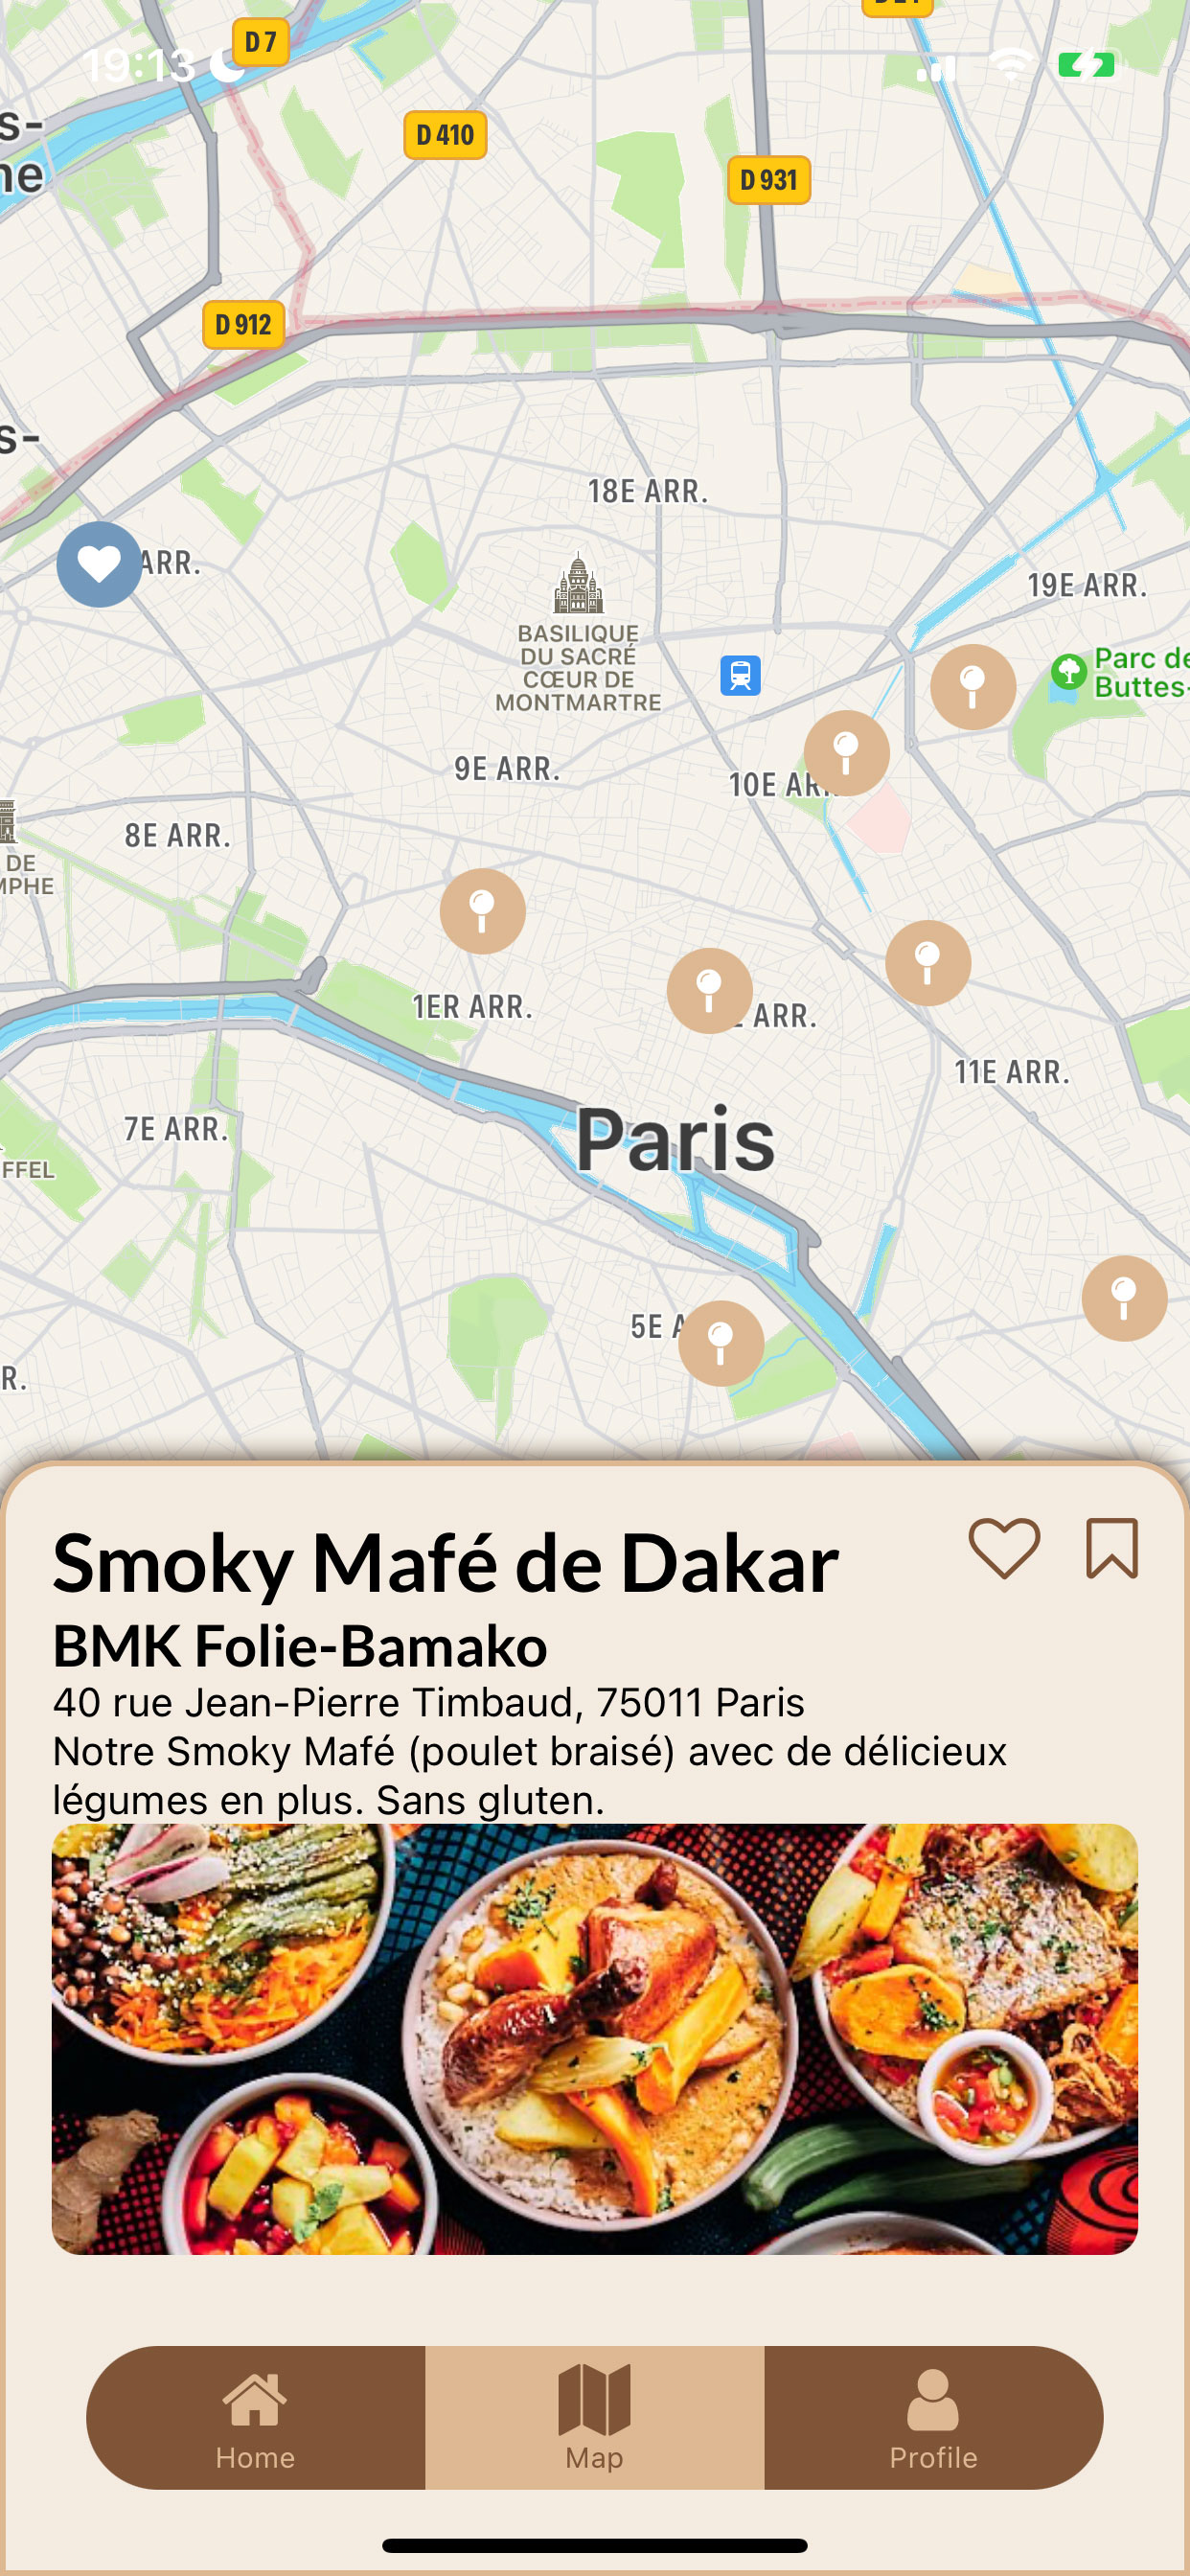 19:13
D 7
D 410
D 931
D 912
18E ARR.
ARR.
19E ARR.
BASILIQUE
DU SACRÉ
CŒUR DE
MONTMARTRE
Parc de
Buttes-
9E ARR.
10E AR
8E ARR.
DE
1ER ARR.
ARR.
11E ARR.
Paris
7E ARR.
5E A
Smoky Mafé de Dakar
BMK Folie-Bamako
40 rue Jean-Pierre Timbaud, 75011 Paris
Notre Smoky Mafé (poulet braisé) avec de délicieux
légumes en plus. Sans gluten.
Home
Map
Profile